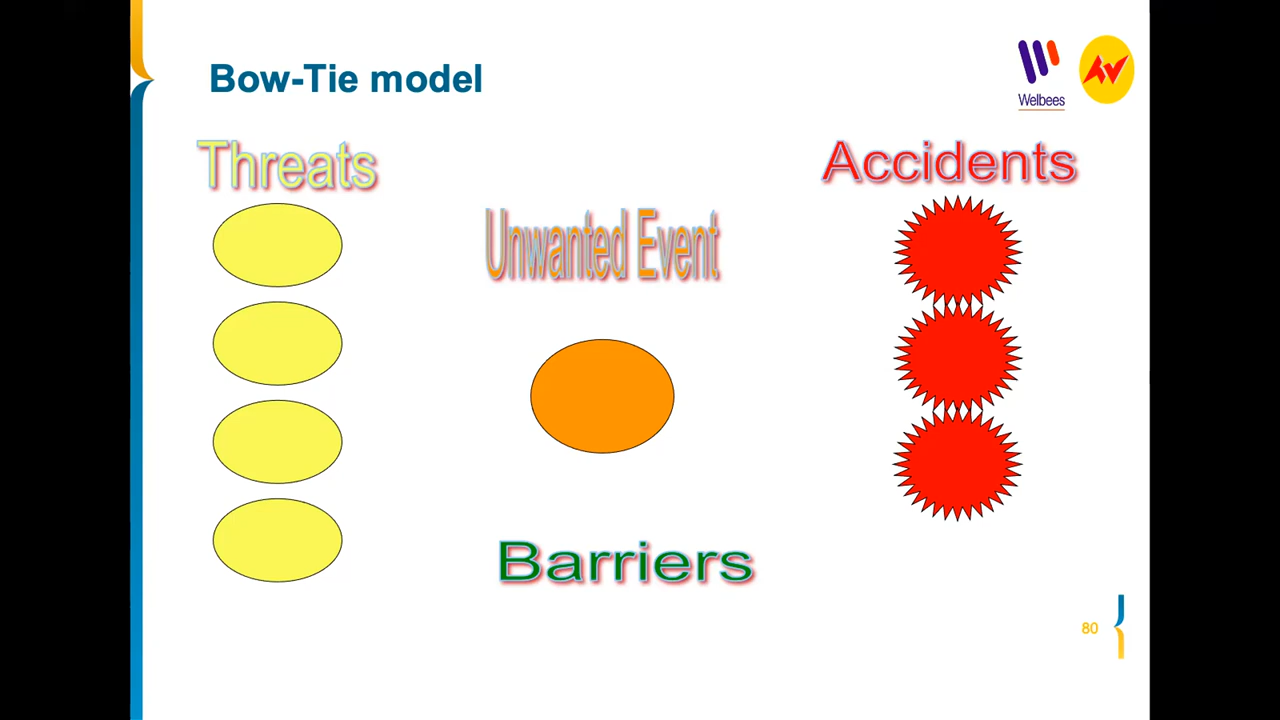 Bow-Tie model
Welbees
Threats
Accidents
Unwanted Event
Barriers
80